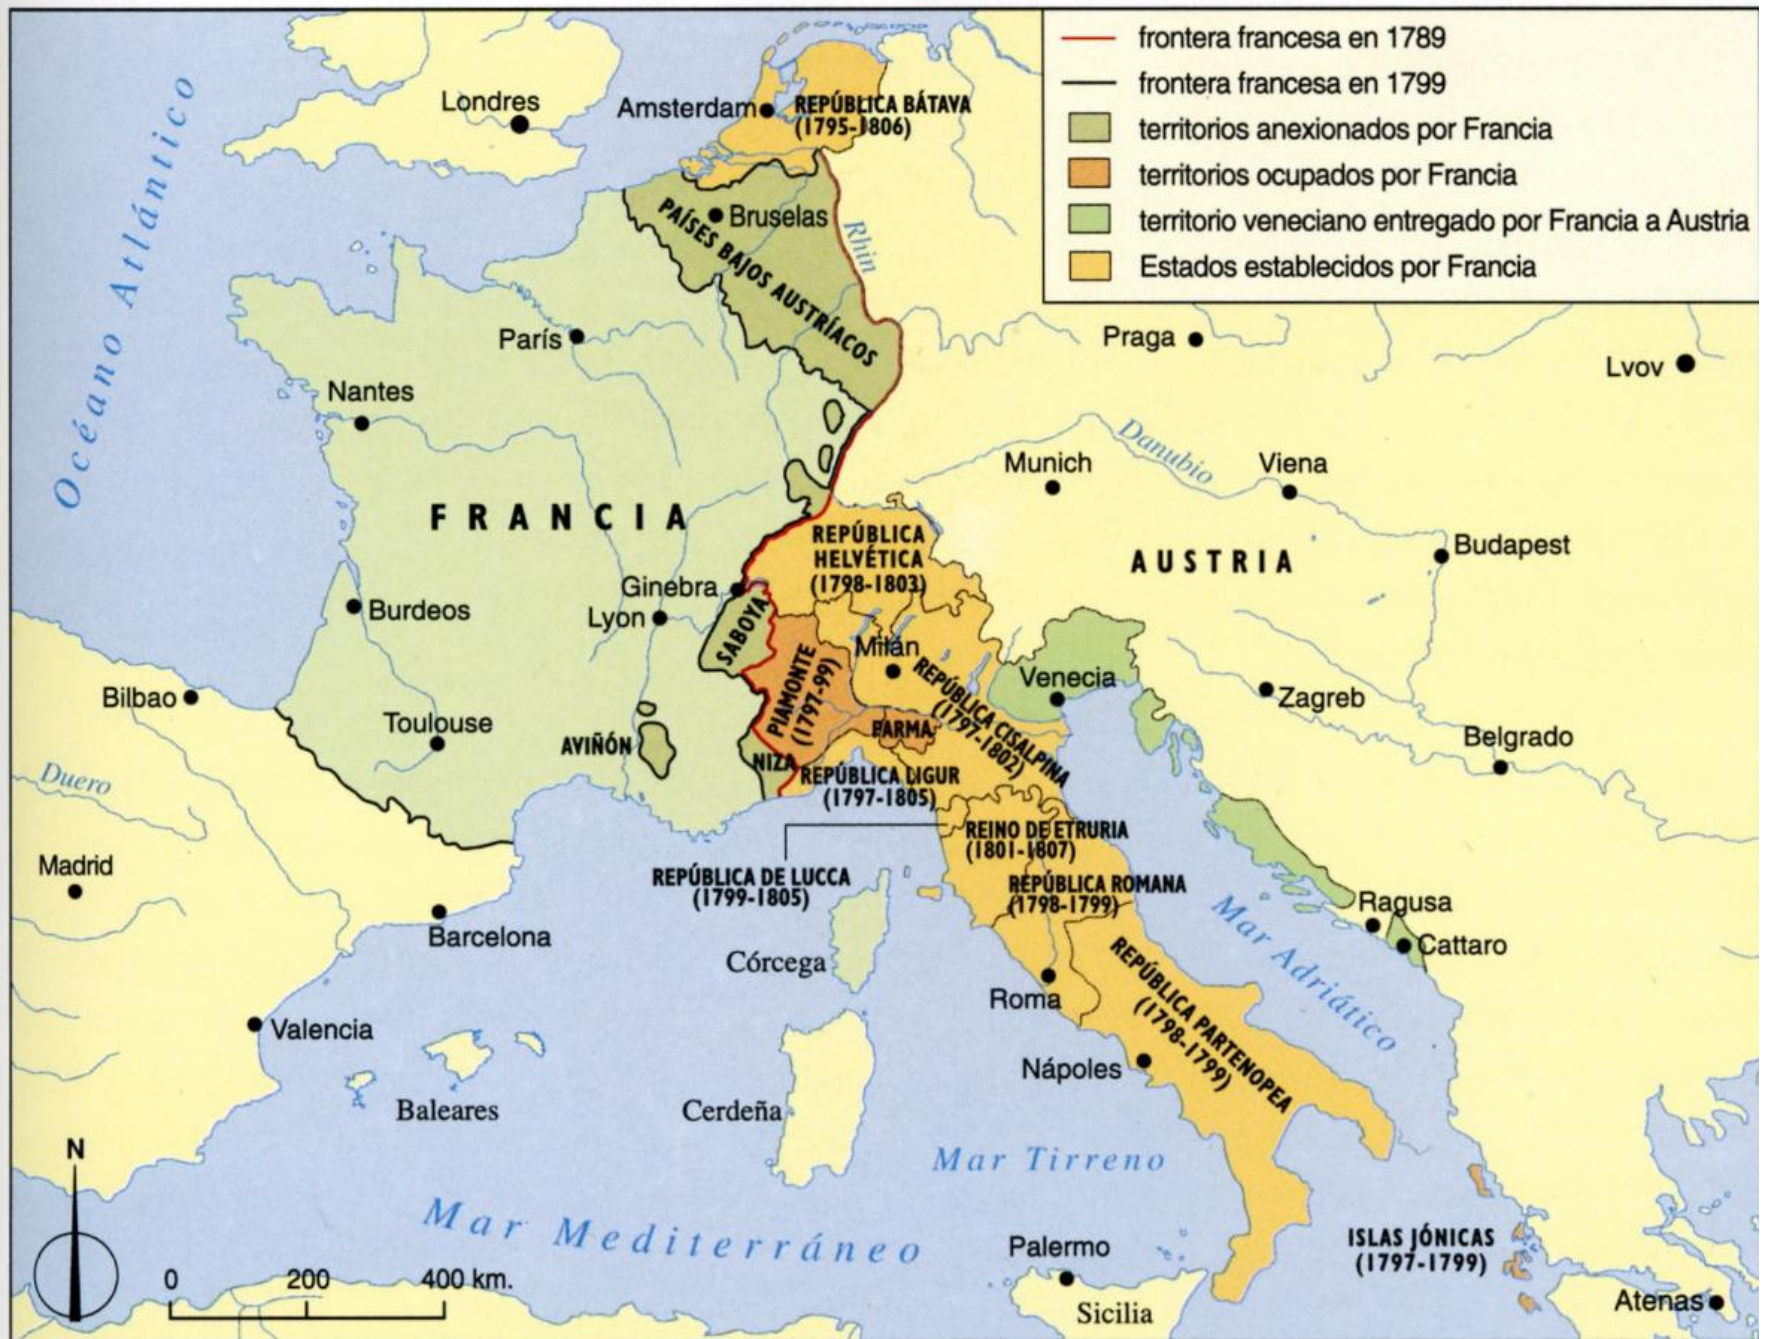 frontera francesa en 1789
frontera francesa en 1799
territorios anexionados por Francia
territorios ocupados por Francia
territorio veneciano entregado por Francia a Austria
Estados establecidos por Francia
Océano Atlántico
Londres
Amsterdam
REPÚBLICA BÁTAVA
(1795-1806)
Bruselas
PAÍSES BAJOS AUSTRÍACOS
Rhin
París
Praga
Lvov
Nantes
Munich
Danubio
Viena
FRANCIA
REPÚBLICA
HELVÉTICA
(1798-1803)
AUSTRIA
Budapest
Ginebra
Burdeos
Lyon
SABOYA
Milán
PIAMONTE
(1797-99)
REPÚBLICA CISALPINA
(1797-1802)
Venecia
Zagreb
Bilbao
Toulouse
AVIÑÓN
PARMA
Belgrado
NIZA
REPÚBLICA LIGUR
(1797-1805)
Duero
REINO DE ETRURIA
(1801-1807)
Madrid
REPÚBLICA DE LUCCA
(1799-1805)
REPÚBLICA ROMANA
(1798-1799)
Ragusa
Barcelona
Córcega
Cattaro
Mar Adriático
REPÚBLICA PARTENOPEA
(1798-1799)
Roma
Valencia
Nápoles
Baleares
Cerdeña
N
Mar Tirreno
Mar Mediterráneo
Palermo
ISLAS JÓNICAS
(1797-1799)
0 200 400 km.
Sicilia
Atenas